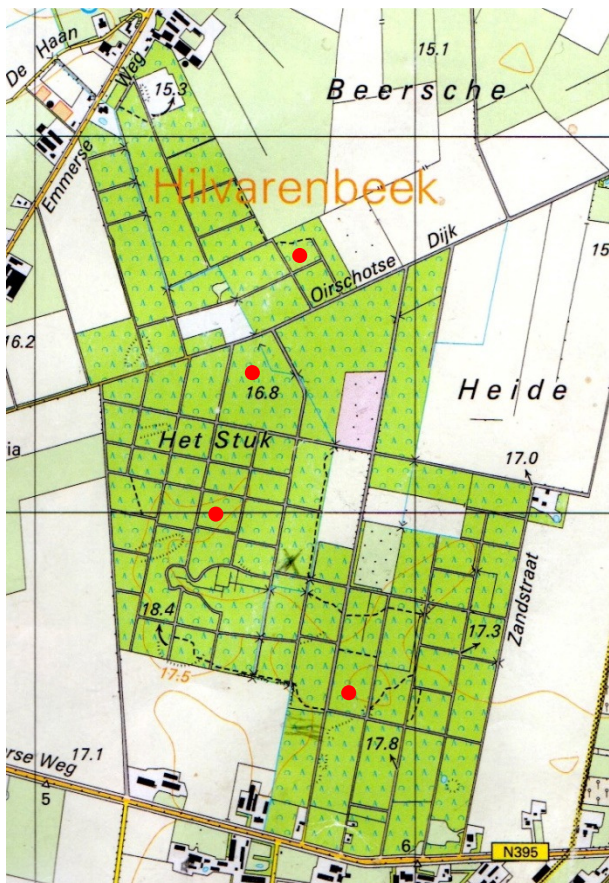 De Haan
15.1
Weg
15.3
Beersche
Emmerse
Hilvarenbeek
Dijk
Oirschotse
15
16.2
16.8
Heide
Het Stuk
ia
17.0
Zandstraat
18.4
17.3
17.5
17.8
rse Weg
17.1
5
6
N395